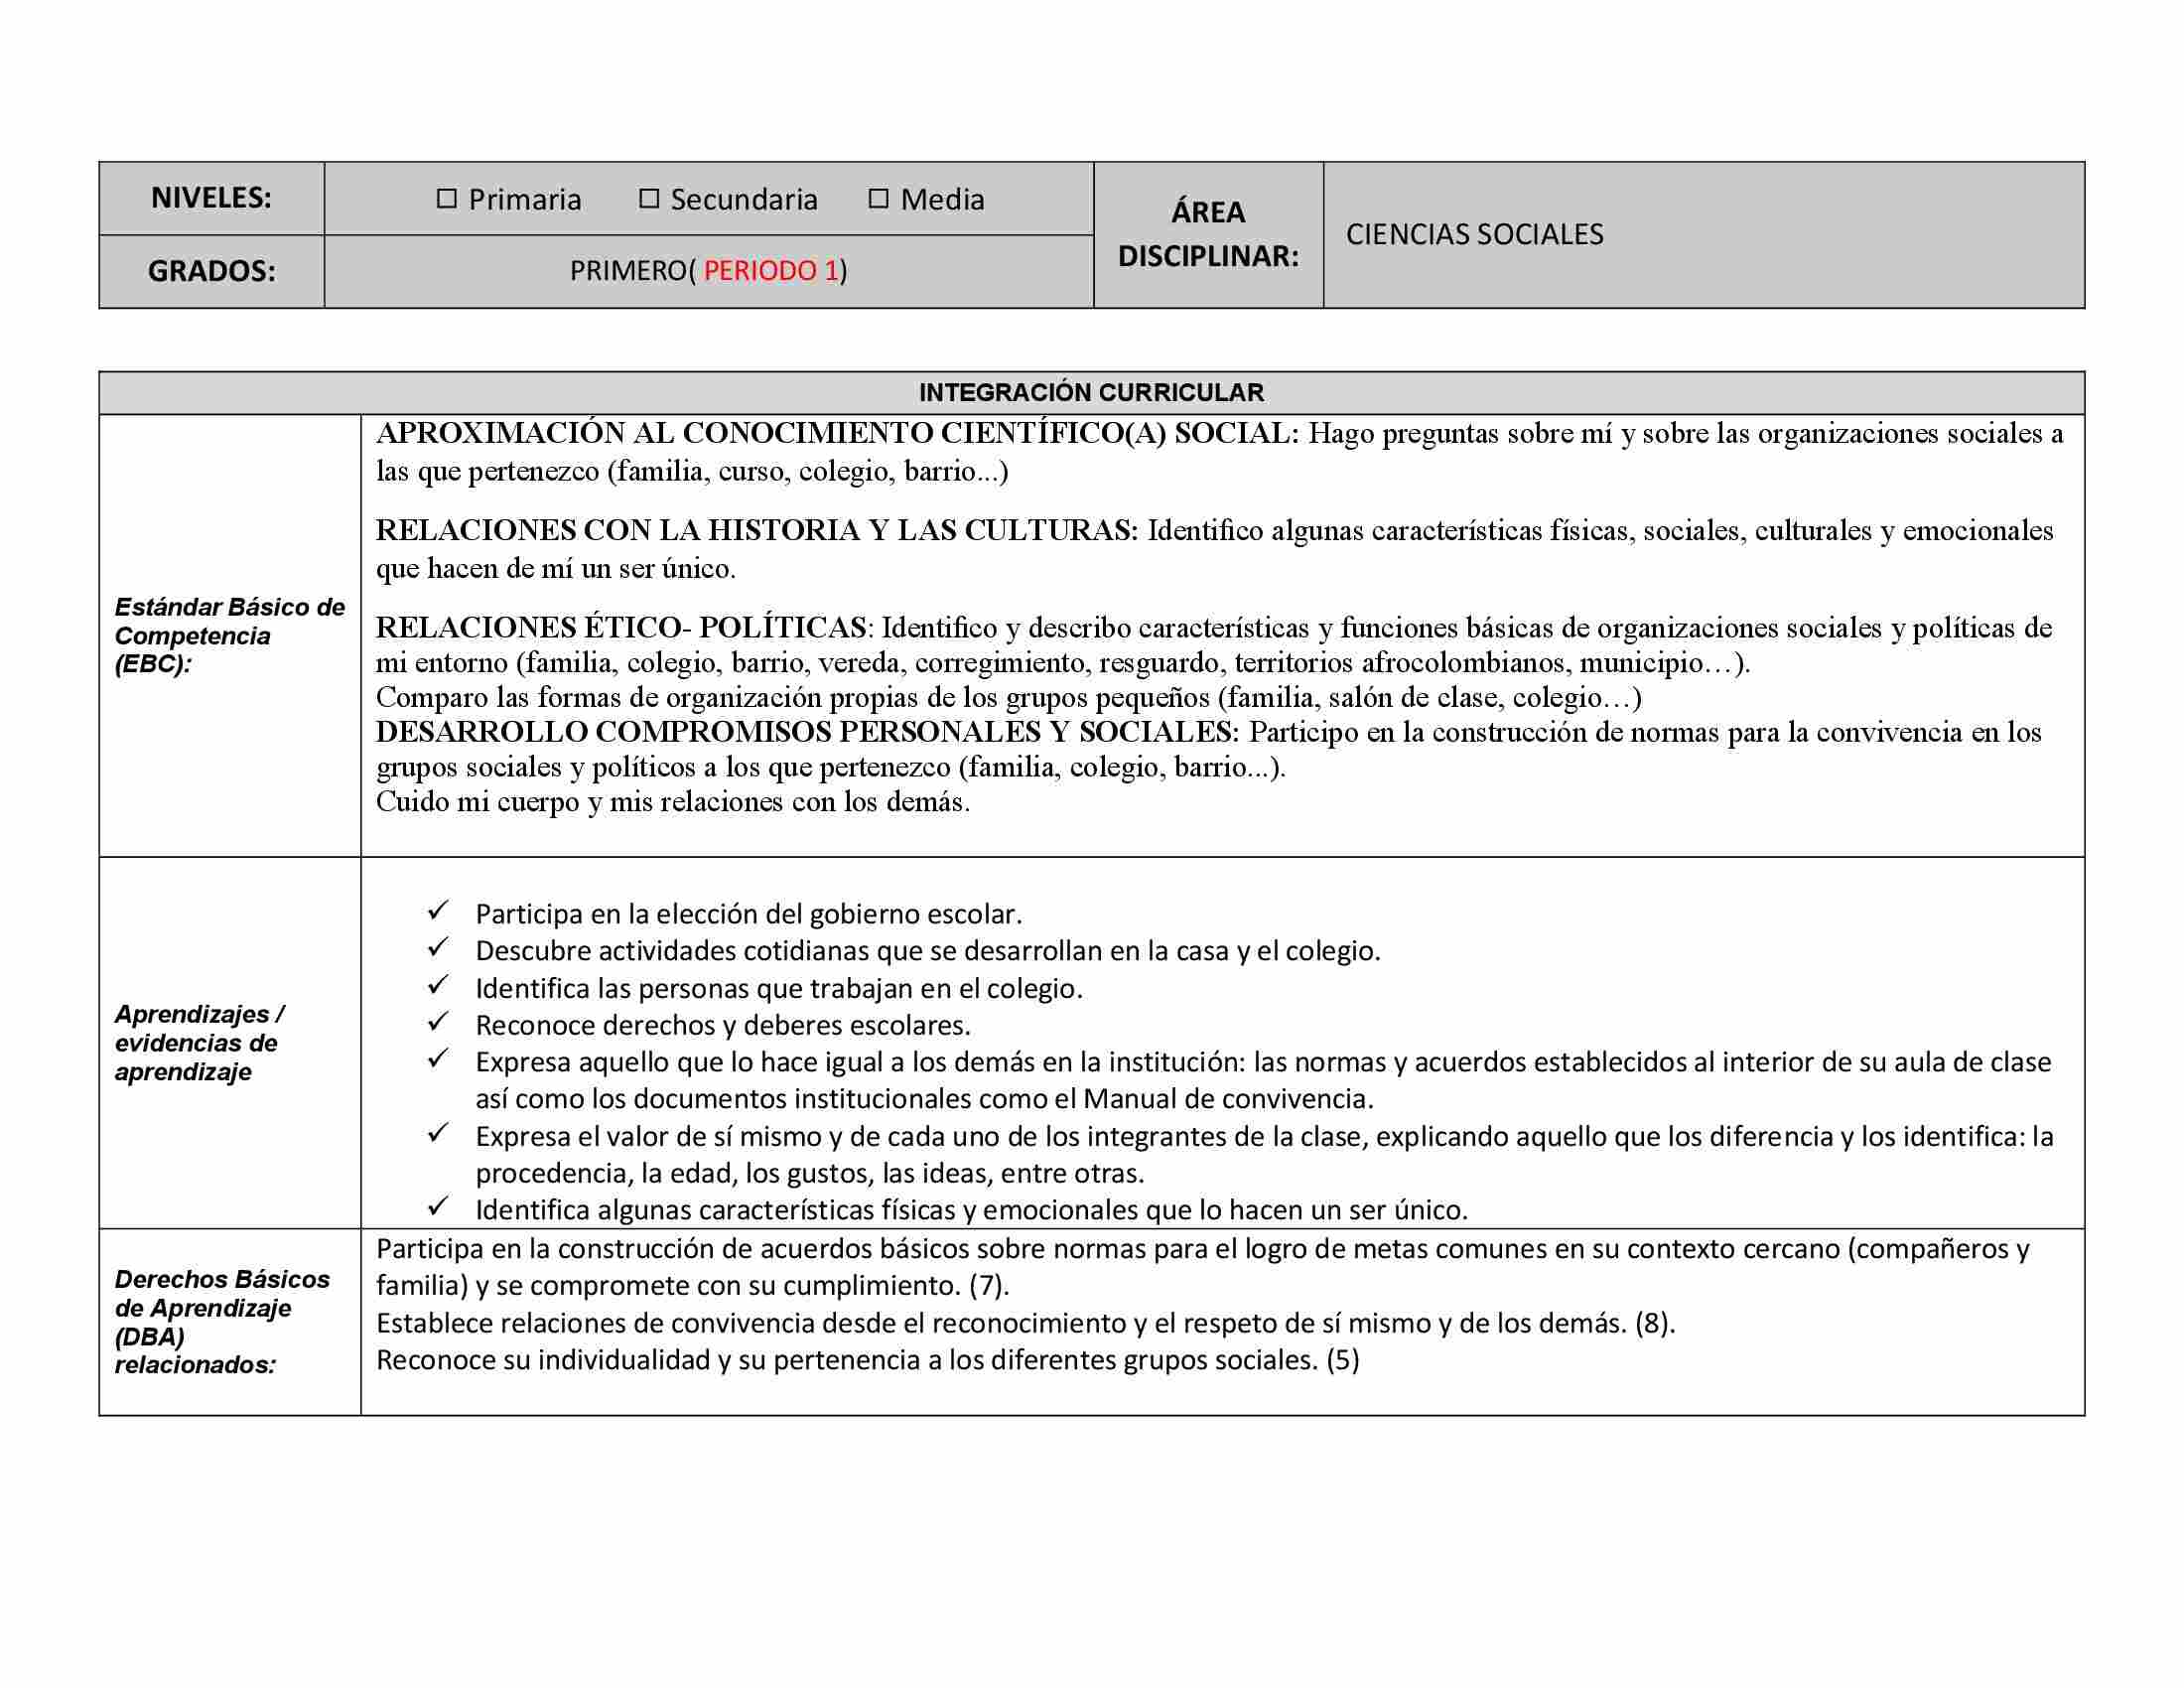 NIVELES:
☐ Primaria ☐ Secundaria ☐ Media
ÁREA
DISCIPLINAR:
CIENCIAS SOCIALES
GRADOS:
PRIMERO( PERIODO 1)
INTEGRACIÓN CURRICULAR
Estándar Básico de
Competencia
(EBC):
APROXIMACIÓN AL CONOCIMIENTO CIENTÍFICO(A) SOCIAL: Hago preguntas sobre mí y sobre las organizaciones sociales a
las que pertenezco (familia, curso, colegio, barrio...)
RELACIONES CON LA HISTORIA Y LAS CULTURAS: Identifico algunas características físicas, sociales, culturales y emocionales
que hacen de mí un ser único.
RELACIONES ÉTICO- POLÍTICAS: Identifico y describo características y funciones básicas de organizaciones sociales y políticas de
mi entorno (familia, colegio, barrio, vereda, corregimiento, resguardo, territorios afrocolombianos, municipio…).
Comparo las formas de organización propias de los grupos pequeños (familia, salón de clase, colegio…)
DESARROLLO COMPROMISOS PERSONALES Y SOCIALES: Participo en la construcción de normas para la convivencia en los
grupos sociales y políticos a los que pertenezco (familia, colegio, barrio...).
Cuido mi cuerpo y mis relaciones con los demás.
Aprendizajes /
evidencias de
aprendizaje
✓ Participa en la elección del gobierno escolar.
✓ Descubre actividades cotidianas que se desarrollan en la casa y el colegio.
✓ Identifica las personas que trabajan en el colegio.
✓ Reconoce derechos y deberes escolares.
✓ Expresa aquello que lo hace igual a los demás en la institución: las normas y acuerdos establecidos al interior de su aula de clase
así como los documentos institucionales como el Manual de convivencia.
✓ Expresa el valor de sí mismo y de cada uno de los integrantes de la clase, explicando aquello que los diferencia y los identifica: la
procedencia, la edad, los gustos, las ideas, entre otras.
✓ Identifica algunas características físicas y emocionales que lo hacen un ser único.
Derechos Básicos
de Aprendizaje
(DBA)
relacionados:
Participa en la construcción de acuerdos básicos sobre normas para el logro de metas comunes en su contexto cercano (compañeros y
familia) y se compromete con su cumplimiento. (7).
Establece relaciones de convivencia desde el reconocimiento y el respeto de sí mismo y de los demás. (8).
Reconoce su individualidad y su pertenencia a los diferentes grupos sociales. (5)